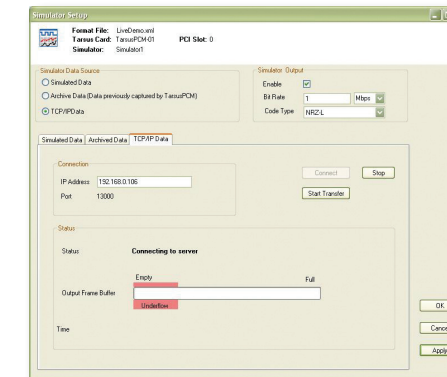 Simulator Setup
Format File: LiveDemo.xml
Tarsus Card: TarsusPCM-01 PCI Slot: 0
Simulator: Simulator1
Simulator Data Source
Simulated Data
Archive Data (Data previously captured by TarsusPCM)
TCP/IPData
Simulator Output
Enable
Bit Rate 1 Mbps
Code Type NRZ-L
Simulated Data Archived Data TCP/IP Data
Connection
IP Address 192.168.0.106
Port 13000
Connect Stop
Start Transfer
Status
Status Connecting to server
Empty Full
Output Frame Buffer
Underflow
Time
OK
Cance
Apply